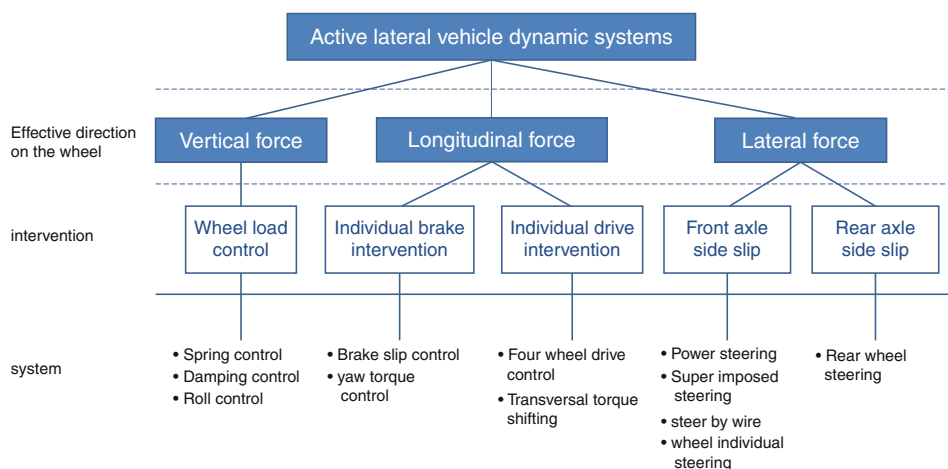 Active lateral vehicle dynamic systems
Effective direction
on the wheel
Vertical force
Longitudinal force
Lateral force
intervention
Wheel load
control
Individual brake
intervention
Individual drive
intervention
Front axle
side slip
Rear axle
side slip
system
• Spring control
• Damping control
• Roll control
• Brake slip control
• yaw torque
control
• Four wheel drive
control
• Transversal torque
shifting
• Power steering
• Super imposed
steering
• steer by wire
• wheel individual
steering
• Rear wheel
steering